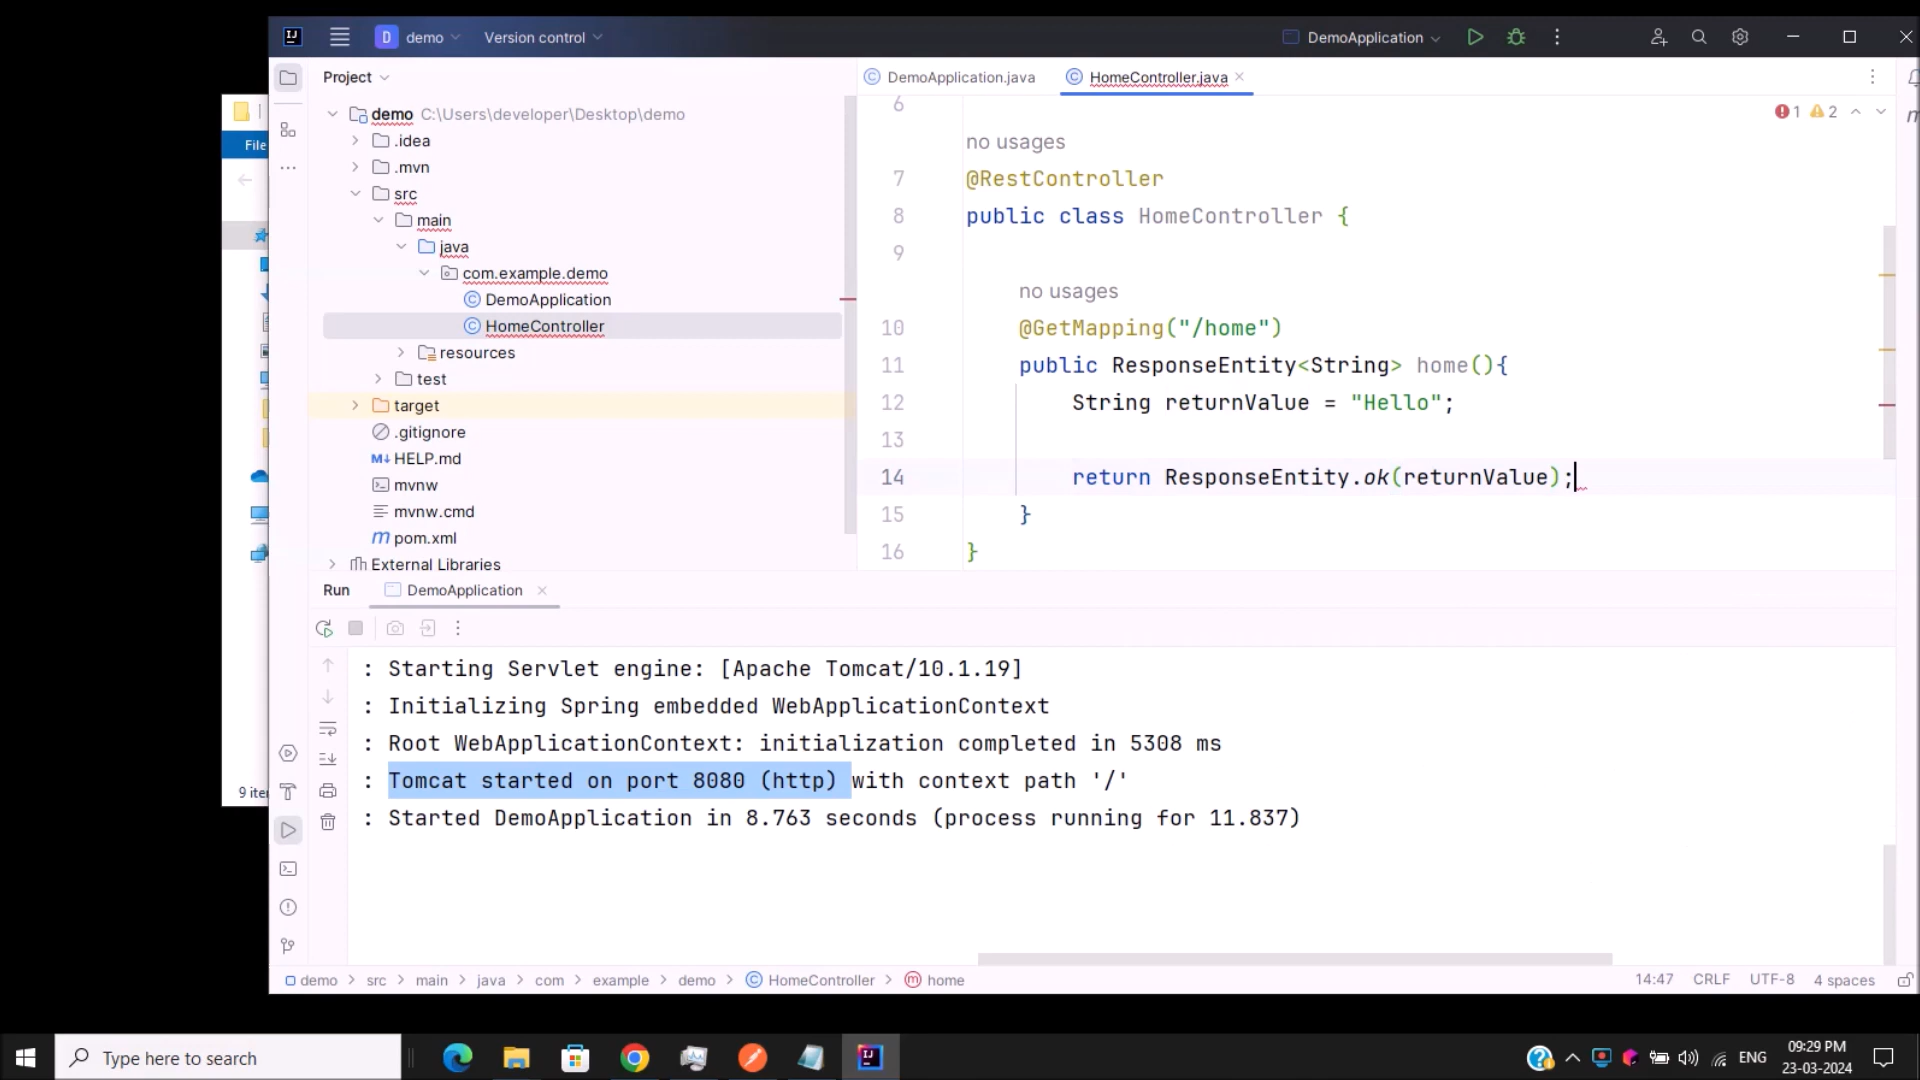 IJ
D demo
Version control
DemoApplication
Project
DemoApplication.java
HomeController.java
File
9 ite
demo C:\Users\developer\Desktop\demo
.idea
.mvn
src
main
java
com.example.demo
DemoApplication
HomeController
resources
test
target
.gitignore
M↓ HELP.md
mvnw
mvnw.cmd
m pom.xml
External Libraries
1 2
6
no usages
7 @RestController
8 public class HomeController {
9
no usages
10 @GetMapping("/home")
11 public ResponseEntity<String> home(){
12 String returnValue = "Hello";
13
14 return ResponseEntity.ok(returnValue);
15 }
16 }
Run
DemoApplication
: Starting Servlet engine: [Apache Tomcat/10.1.19]
: Initializing Spring embedded WebApplicationContext
: Root WebApplicationContext: initialization completed in 5308 ms
: Tomcat started on port 8080 (http) with context path '/'
: Started DemoApplication in 8.763 seconds (process running for 11.837)
demo > src > main > java > com > example > demo > HomeController > home
14:47 CRLF UTF-8 4 spaces
Type here to search
ENG
09:29 PM
23-03-2024